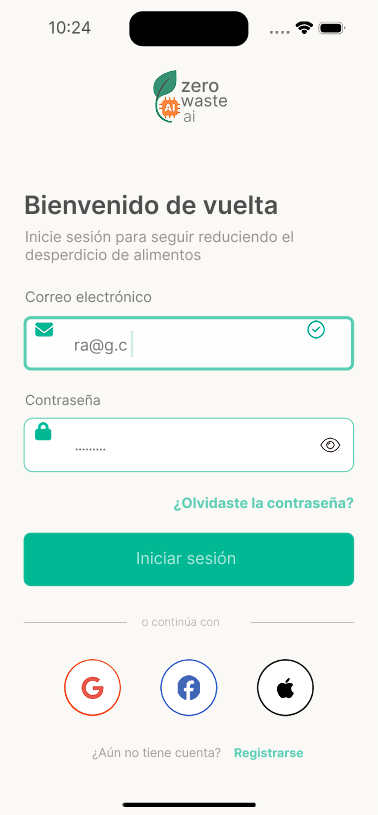 10:24
zero
waste
AI
ai
Bienvenido de vuelta
Inicie sesión para seguir reduciendo el
desperdicio de alimentos
Correo electrónico
ra@g.c
Contraseña
.........
¿Olvidaste la contraseña?
Iniciar sesión
o continúa con
¿Aún no tiene cuenta? Registrarse